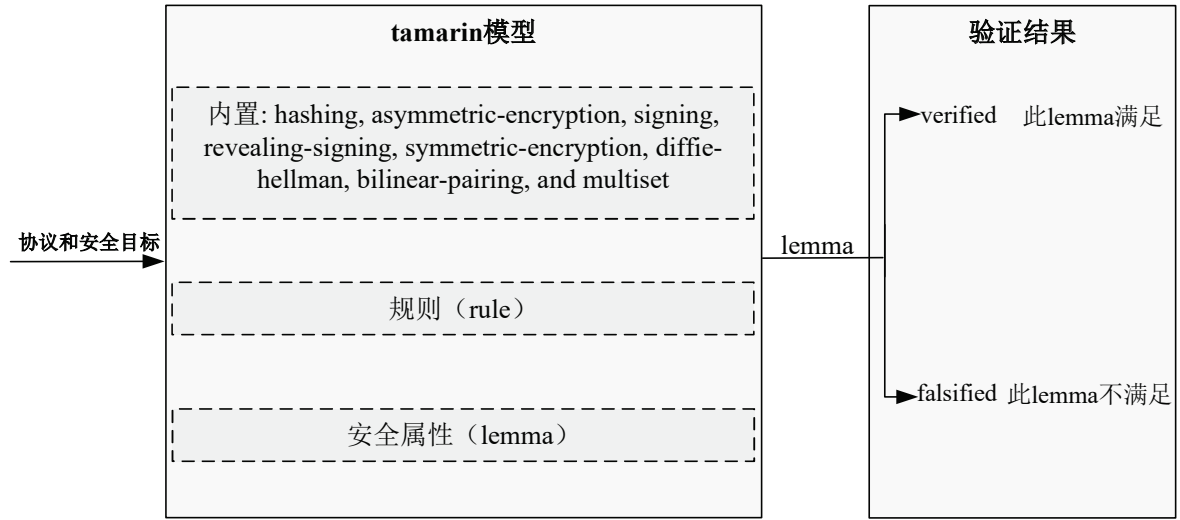 tamarin模型
内置: hashing, asymmetric-encryption, signing,
revealing-signing, symmetric-encryption, diffie-
hellman, bilinear-pairing, and multiset
协议和安全目标
规则（rule）
安全属性（lemma）
lemma
验证结果
verified 此lemma满足
falsified 此lemma不满足